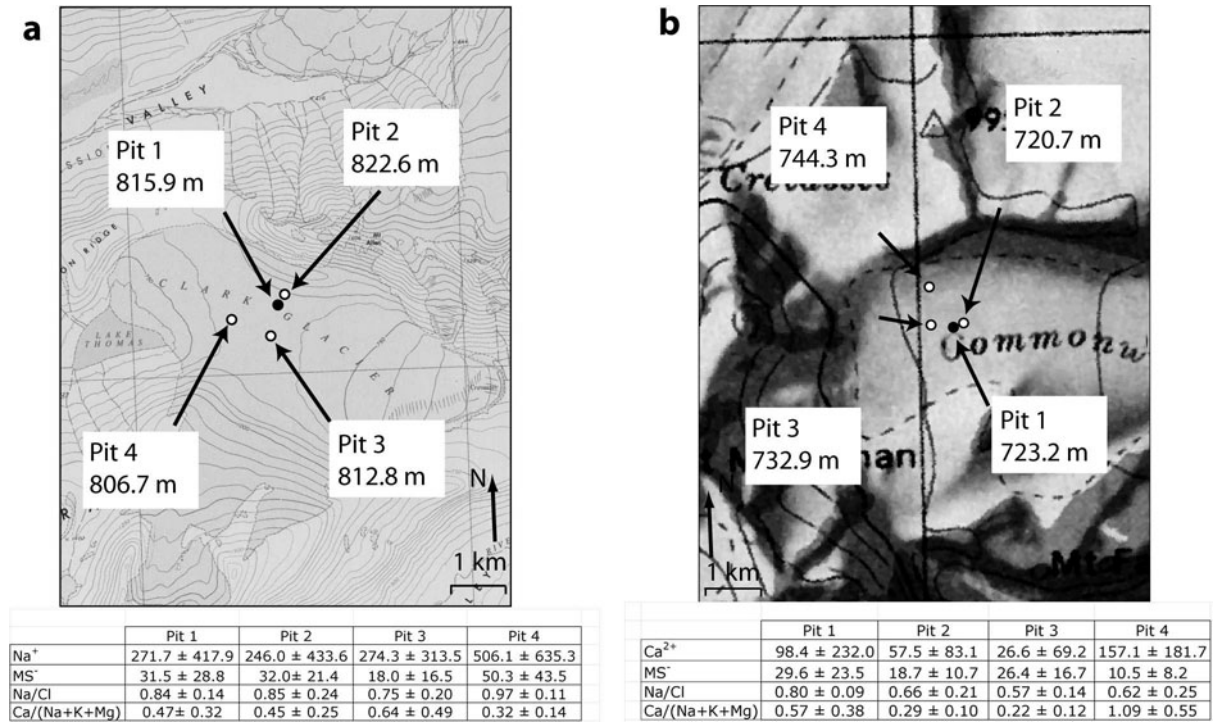 a
VALLEY
Pit 1
815.9 m
Pit 2
822.6 m
CLARK GLACIER
LAKE
THOMAS
Pit 4
806.7 m
Pit 3
812.8 m
N
1 km
Pit 1 Pit 2 Pit 3 Pit 4
Na⁺ 271.7 ± 417.9 246.0 ± 433.6 274.3 ± 313.5 506.1 ± 635.3
MS⁻ 31.5 ± 28.8 32.0± 21.4 18.0 ± 16.5 50.3 ± 43.5
Na/Cl 0.84 ± 0.14 0.85 ± 0.24 0.75 ± 0.20 0.97 ± 0.11
Ca/(Na+K+Mg) 0.47± 0.32 0.45 ± 0.25 0.64 ± 0.49 0.32 ± 0.14
b
Pit 4
744.3 m
Pit 2
720.7 m
Commonw
Pit 3
732.9 m
Pit 1
723.2 m
N
1 km
Pit 1 Pit 2 Pit 3 Pit 4
Ca²⁺ 98.4 ± 232.0 57.5 ± 83.1 26.6 ± 69.2 157.1 ± 181.7
MS⁻ 29.6 ± 23.5 18.7 ± 10.7 26.4 ± 16.7 10.5 ± 8.2
Na/Cl 0.80 ± 0.09 0.66 ± 0.21 0.57 ± 0.14 0.62 ± 0.25
Ca/(Na+K+Mg) 0.57 ± 0.38 0.29 ± 0.10 0.22 ± 0.12 1.09 ± 0.55